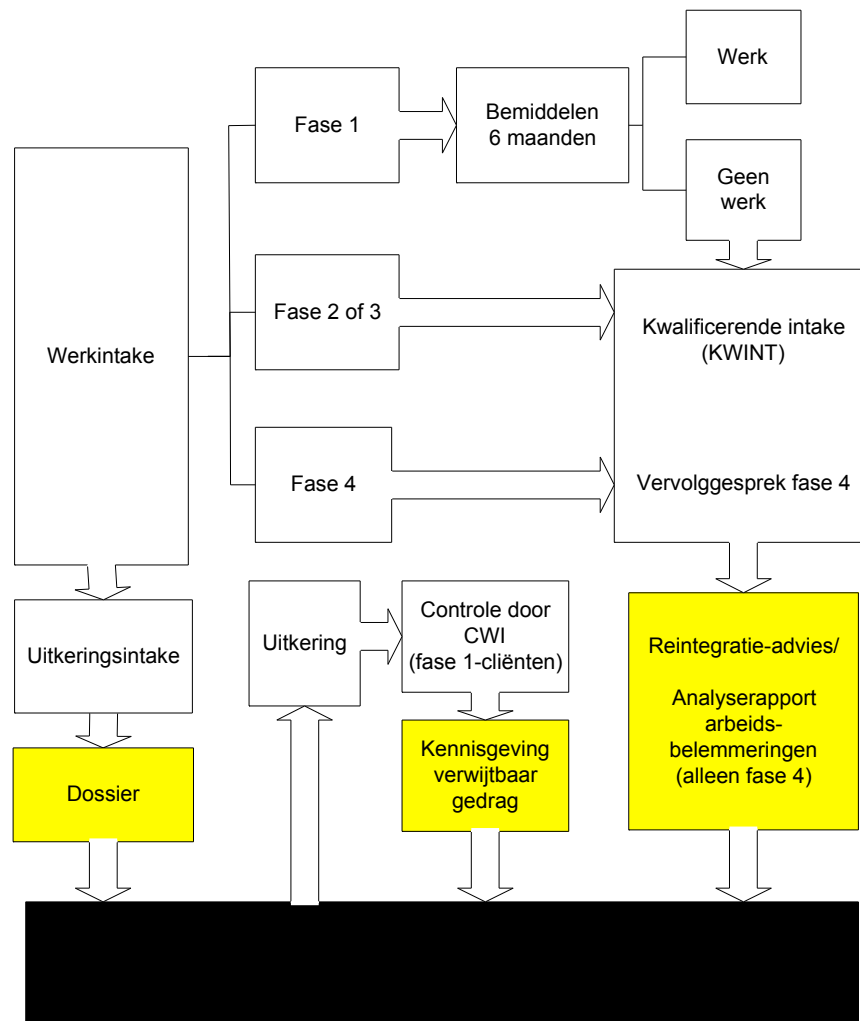 Werk
Fase 1
Bemiddelen
6 maanden
Geen
werk
Werkintake
Fase 2 of 3
Kwalificerende intake
(KWINT)
Fase 4
Vervolggesprek fase 4
Uitkeringsintake
Uitkering
Controle door
CWI
(fase 1-cliënten)
Reintegratie-advies/
Analyserapport
arbeids-
belemmeringen
(alleen fase 4)
Dossier
Kennisgeving
verwijtbaar
gedrag